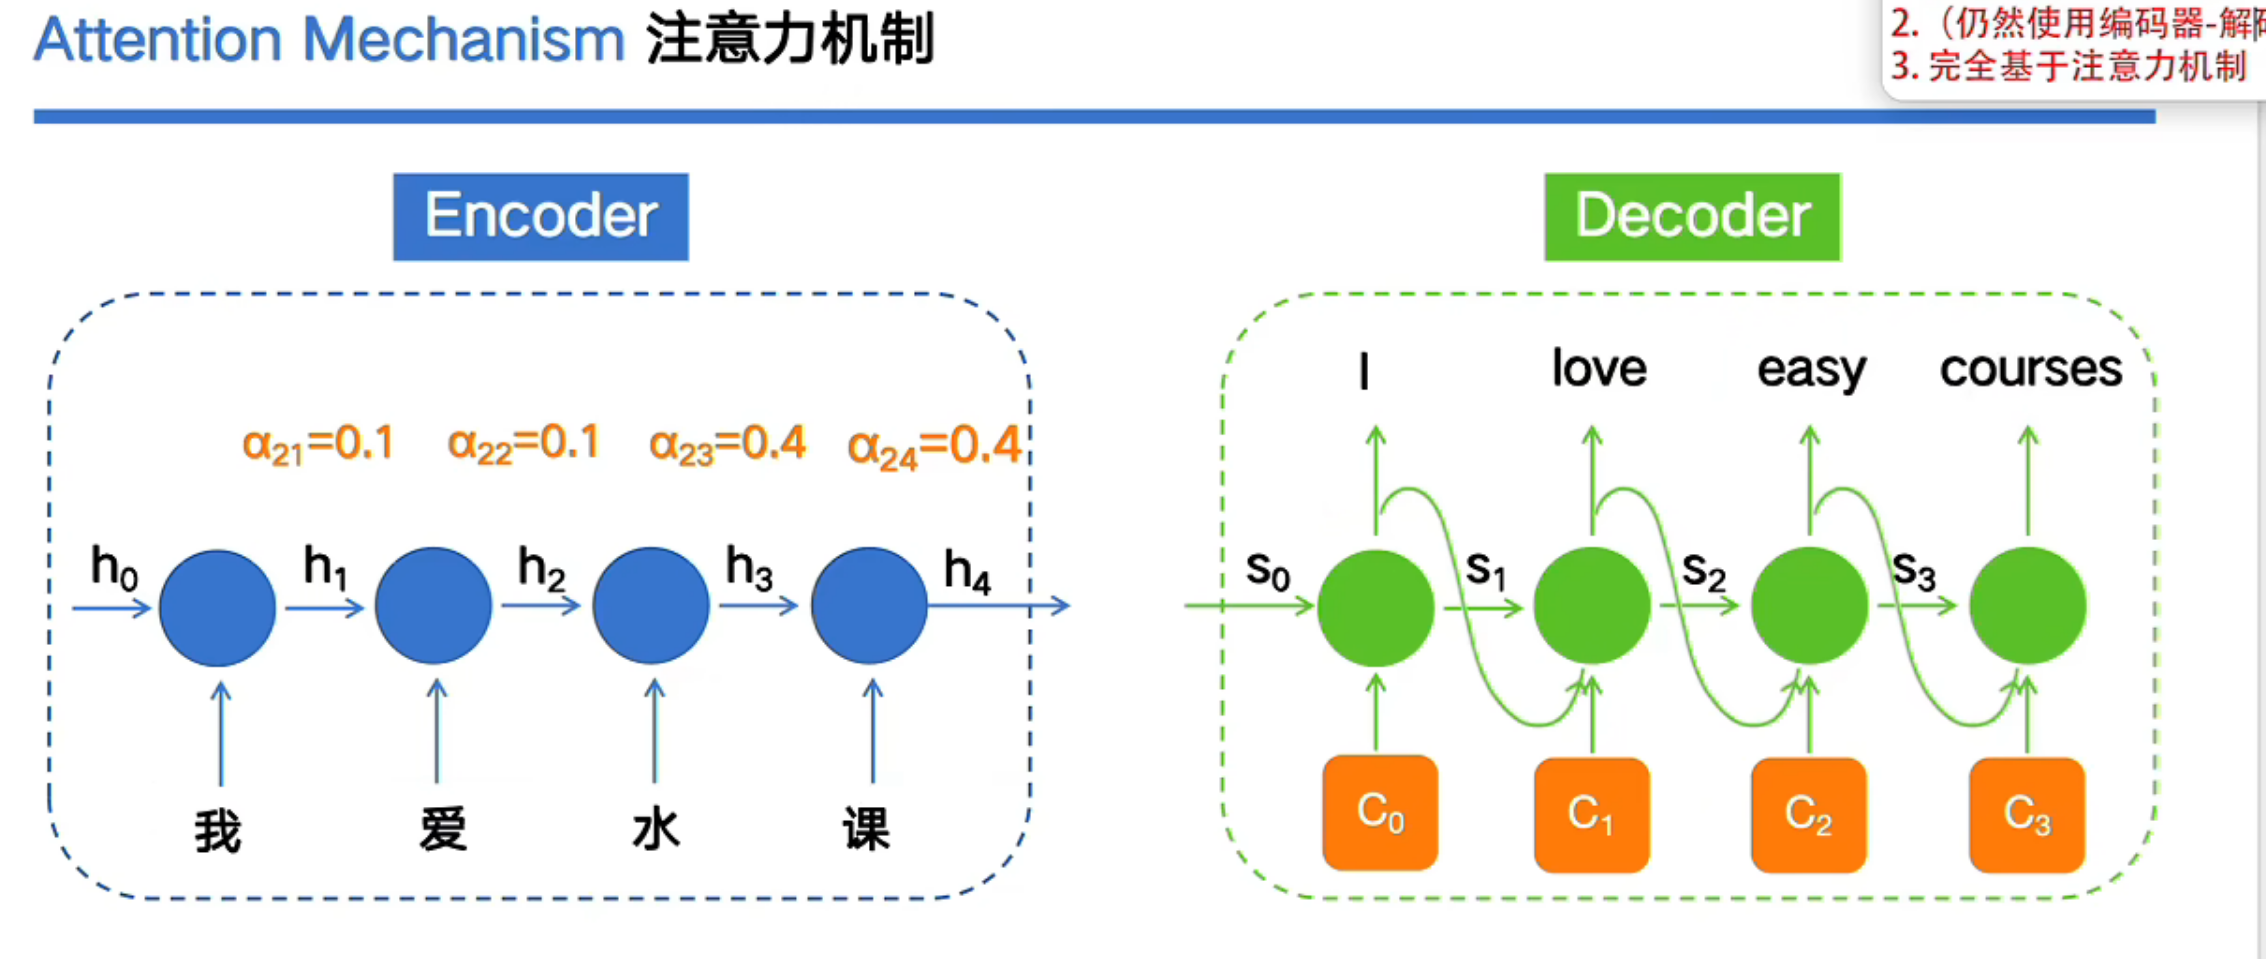 Attention Mechanism 注意力机制
2.（仍然使用编码器-解码
3. 完全基于注意力机制
Encoder
α21=0.1 α22=0.1 α23=0.4 α24=0.4
h0 h1 h2 h3 h4
我 爱 水 课
Decoder
I love easy courses
s0 s1 s2 s3
C0 C1 C2 C3